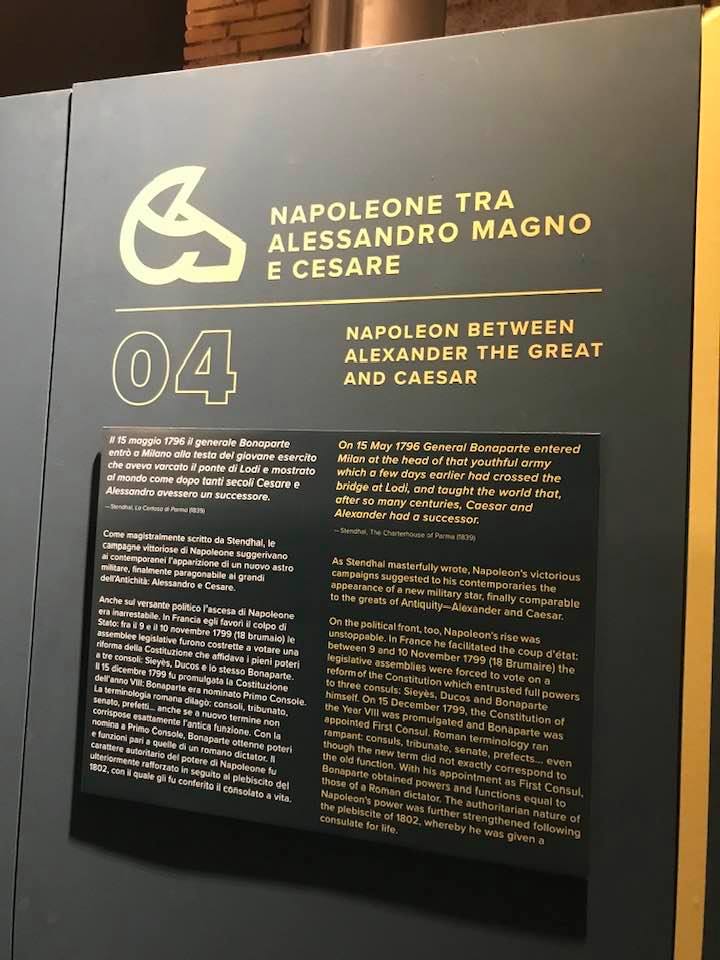 NAPOLEONE TRA
ALESSANDRO MAGNO
E CESARE
04
NAPOLEON BETWEEN
ALEXANDER THE GREAT
AND CAESAR
Il 15 maggio 1796 il generale Bonaparte
entrò a Milano alla testa del giovane esercito
che aveva varcato il ponte di Lodi e mostrato
al mondo come dopo tanti secoli Cesare e
Alessandro avessero un successore.
—Stendhal, La Certosa di Parma (1839)
Come magistralmente scritto da Stendhal, le
campagne vittoriose di Napoleone suggerivano
ai contemporanei l'apparizione di un nuovo astro
militare, finalmente paragonabile ai grandi
dell'Antichità: Alessandro e Cesare.
Anche sul versante politico l'ascesa di Napoleone
era inarrestabile. In Francia egli favorì il colpo di
Stato: fra il 9 e il 10 novembre 1799 (18 brumaio) le
assemblee legislative furono costrette a votare una
riforma della Costituzione che affidava i pieni poteri
a tre consoli: Sieyès, Ducos e lo stesso Bonaparte.
Il 15 dicembre 1799 fu promulgata la Costituzione
dell'anno VIII: Bonaparte era nominato Primo Console.
La terminologia romana dilagò: consoli, tribunato,
senato, prefetti... anche se a nuovo termine non
corrispose esattamente l'antica funzione. Con la
nomina a Primo Console, Bonaparte ottenne poteri
e funzioni pari a quelle di un romano dictator. Il
carattere autoritario del potere di Napoleone fu
ulteriormente rafforzato in seguito al plebiscito del
1802, con il quale gli fu conferito il consolato a vita.
On 15 May 1796 General Bonaparte entered
Milan at the head of that youthful army
which a few days earlier had crossed the
bridge at Lodi, and taught the world that,
after so many centuries, Caesar and
Alexander had a successor.
— Stendhal, The Charterhouse of Parma (1839)
As Stendhal masterfully wrote, Napoleon's victorious
campaigns suggested to his contemporaries the
appearance of a new military star, finally comparable
to the greats of Antiquity—Alexander and Caesar.
On the political front, too, Napoleon's rise was
unstoppable. In France he facilitated the coup d'état:
between 9 and 10 November 1799 (18 Brumaire) the
legislative assemblies were forced to vote on a
reform of the Constitution which entrusted full powers
to three consuls: Sieyès, Ducos and Bonaparte
himself. On 15 December 1799, the Constitution of
the Year VIII was promulgated and Bonaparte was
appointed First Consul. Roman terminology ran
rampant: consuls, tribunate, senate, prefects... even
though the new term did not exactly correspond to
the old function. With his appointment as First Consul,
Bonaparte obtained powers and functions equal to
those of a Roman dictator. The authoritarian nature of
Napoleon's power was further strengthened following
the plebiscite of 1802, whereby he was given a
consulate for life.